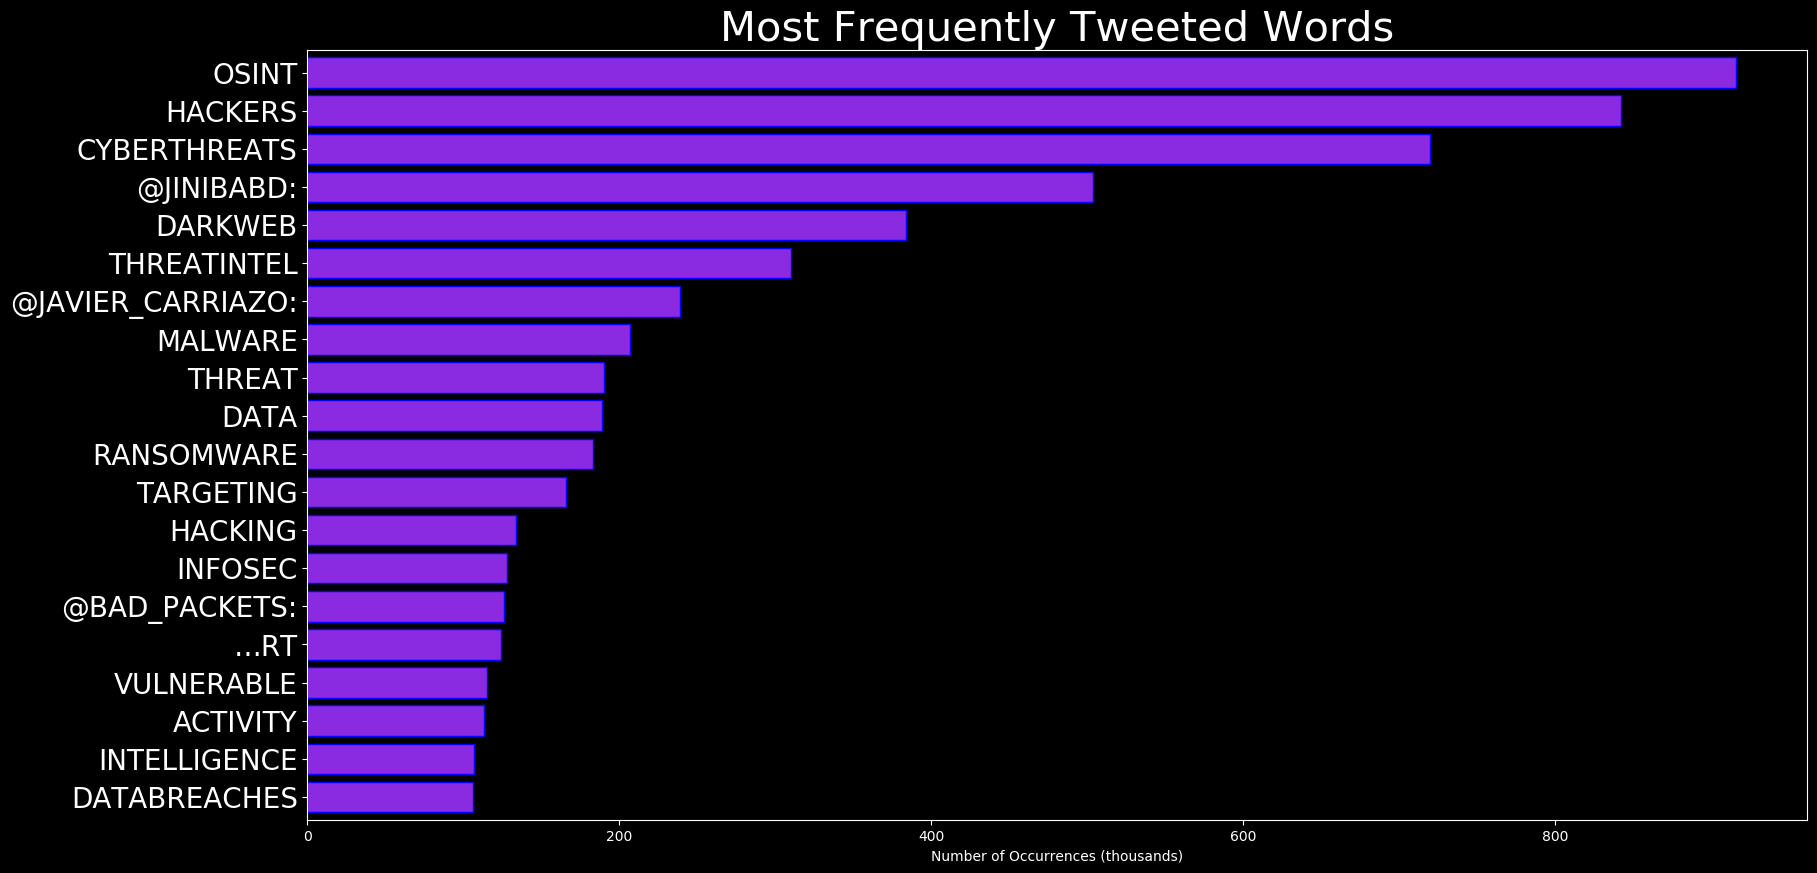 Most Frequently Tweeted Words
OSINT
HACKERS
CYBERTHREATS
@JINIBABD:
DARKWEB
THREATINTEL
@JAVIER_CARRIAZO:
MALWARE
THREAT
DATA
RANSOMWARE
TARGETING
HACKING
INFOSEC
@BAD_PACKETS:
…RT
VULNERABLE
ACTIVITY
INTELLIGENCE
DATABREACHES
0 200 400 600 800
Number of Occurrences (thousands)